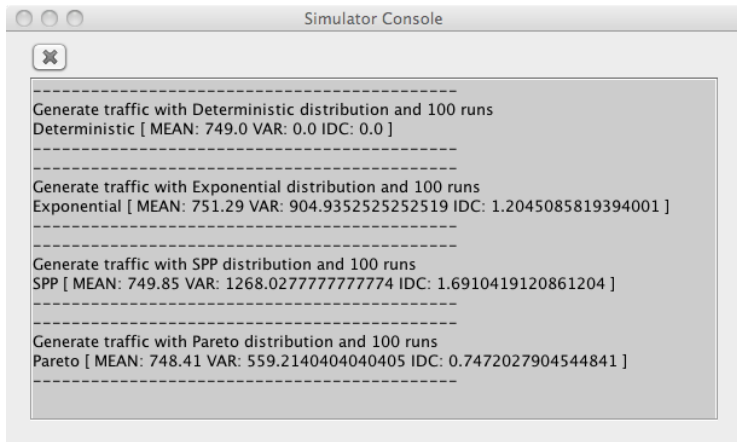 Simulator Console
--------------------------------------------
Generate traffic with Deterministic distribution and 100 runs
Deterministic [ MEAN: 749.0 VAR: 0.0 IDC: 0.0 ]
--------------------------------------------
--------------------------------------------
Generate traffic with Exponential distribution and 100 runs
Exponential [ MEAN: 751.29 VAR: 904.9352525252519 IDC: 1.2045085819394001 ]
--------------------------------------------
--------------------------------------------
Generate traffic with SPP distribution and 100 runs
SPP [ MEAN: 749.85 VAR: 1268.0277777777774 IDC: 1.6910419120861204 ]
--------------------------------------------
--------------------------------------------
Generate traffic with Pareto distribution and 100 runs
Pareto [ MEAN: 748.41 VAR: 559.2140404040405 IDC: 0.7472027904544841 ]
--------------------------------------------